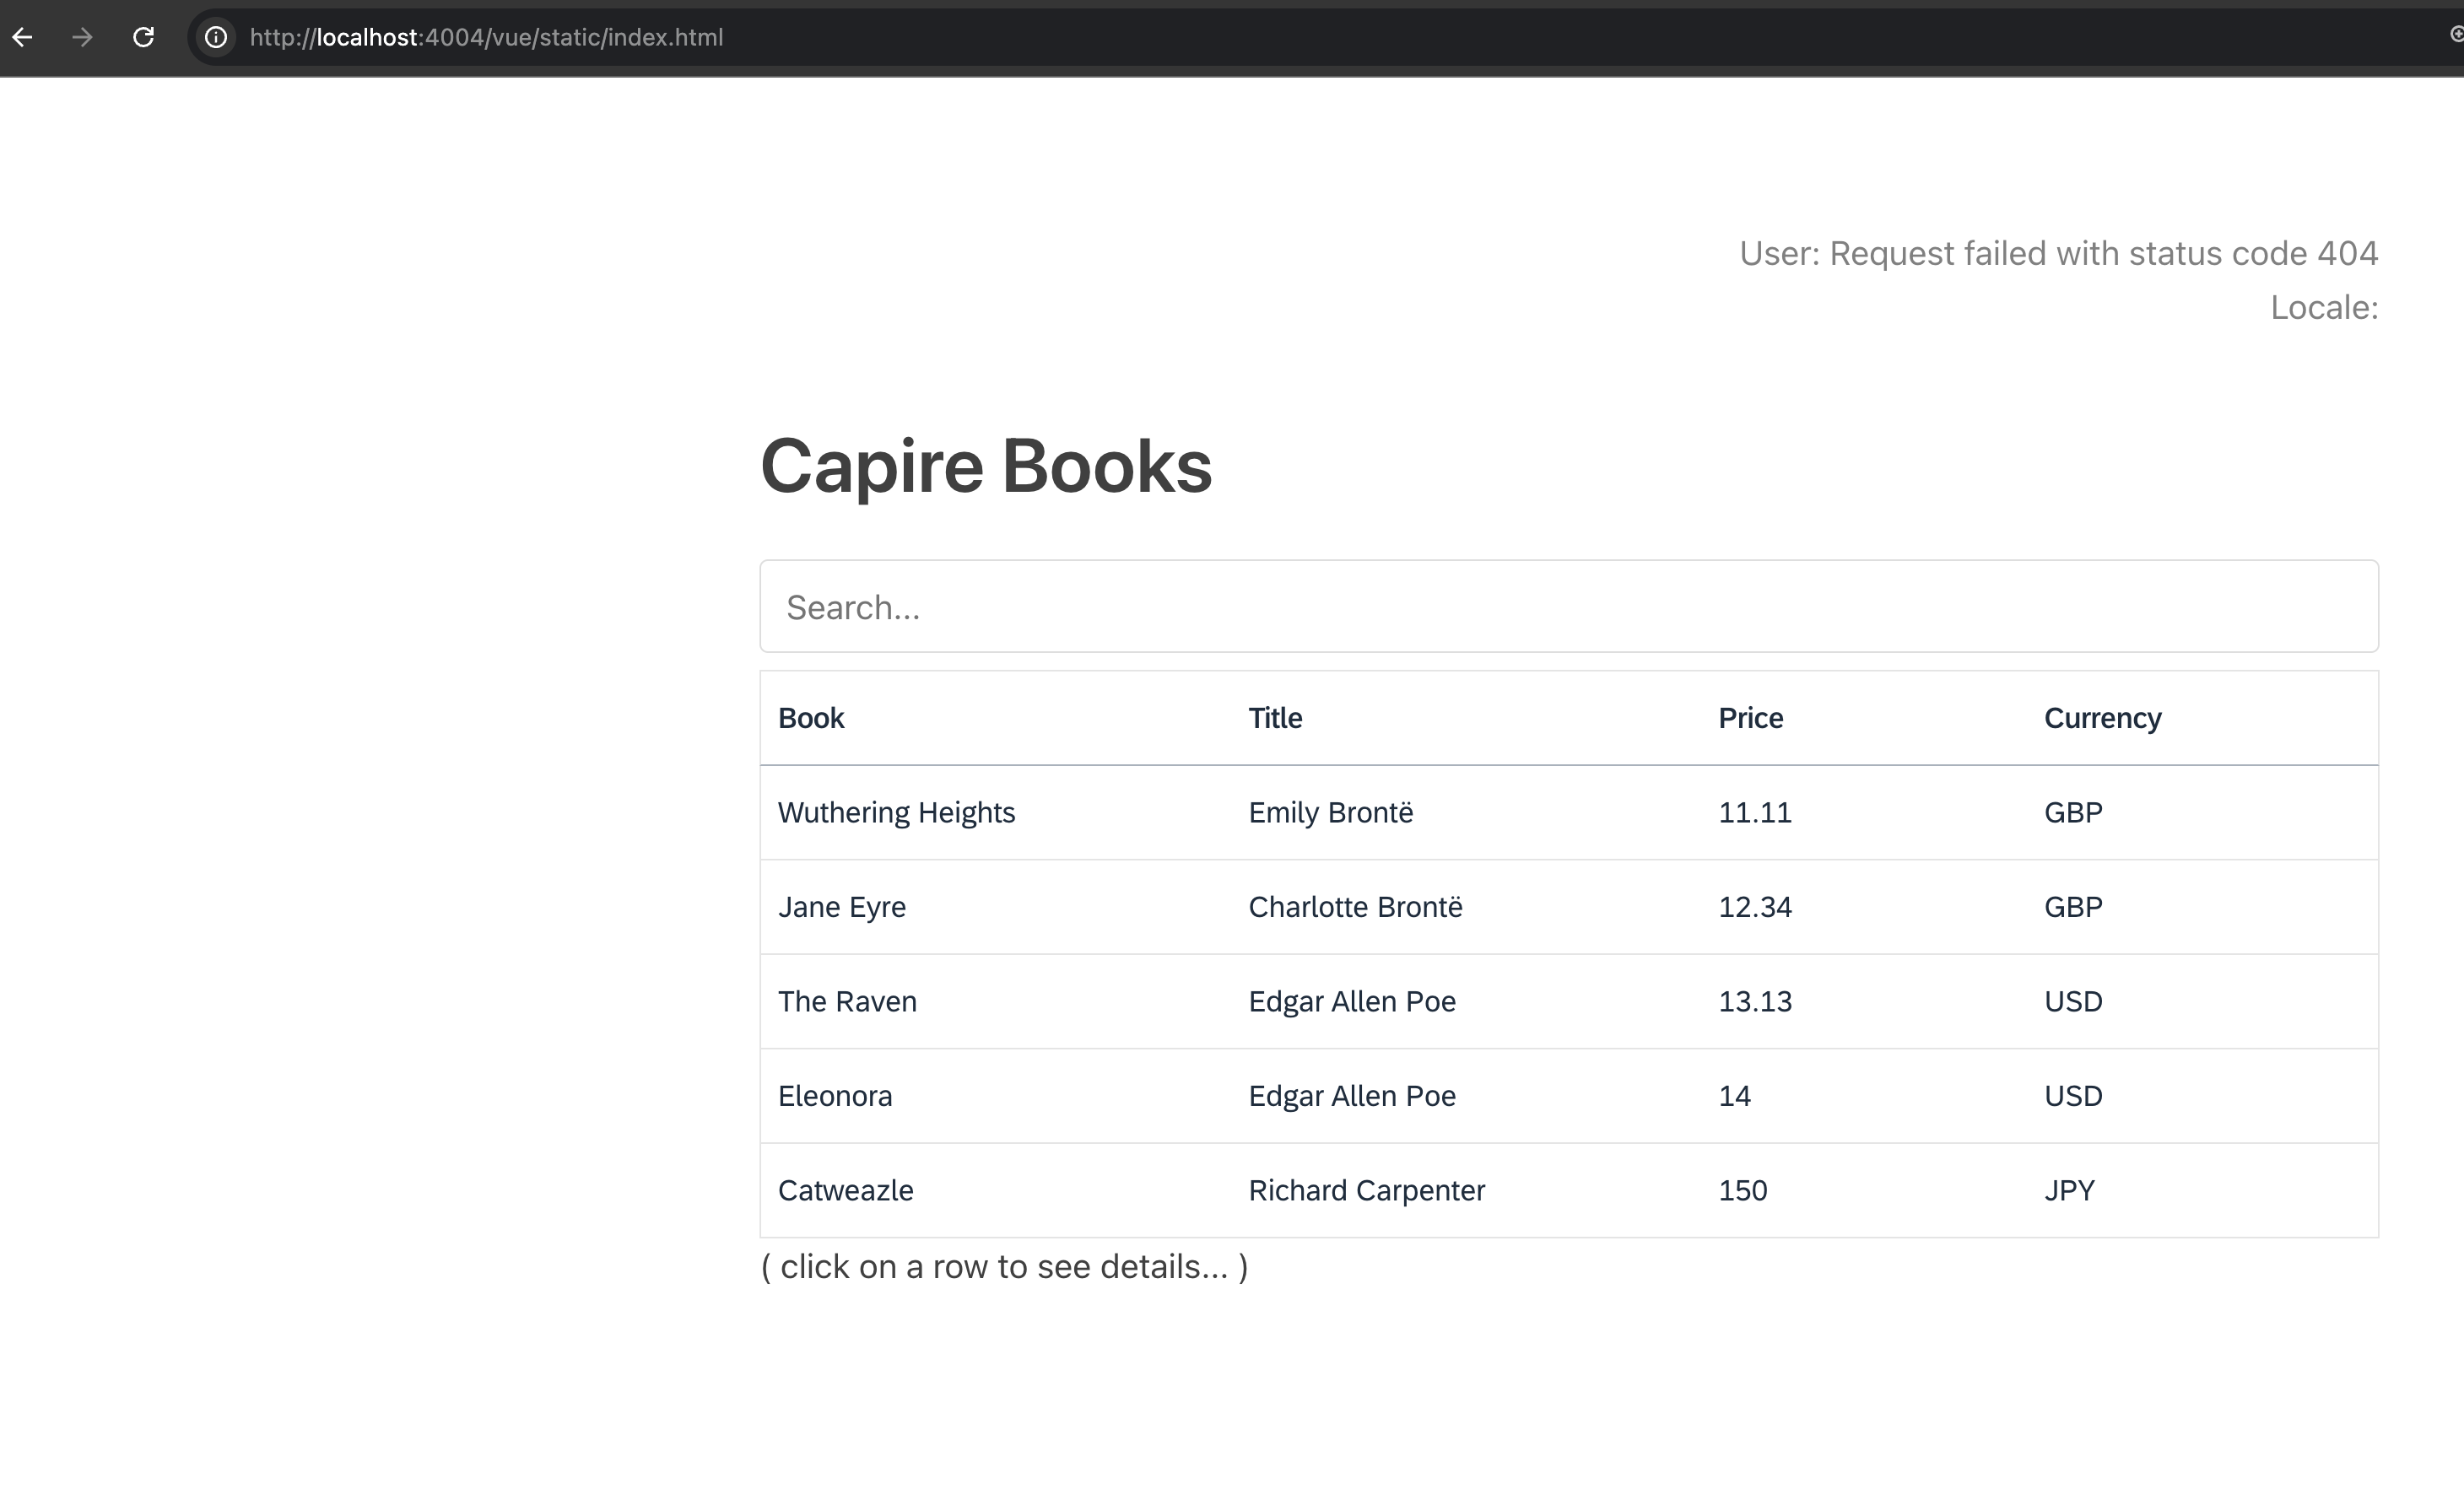 http://localhost:4004/vue/static/index.html
User: Request failed with status code 404
Locale:
Capire Books
Search...
Book Title Price Currency
Wuthering Heights Emily Brontë 11.11 GBP
Jane Eyre Charlotte Brontë 12.34 GBP
The Raven Edgar Allen Poe 13.13 USD
Eleonora Edgar Allen Poe 14 USD
Catweazle Richard Carpenter 150 JPY
( click on a row to see details... )